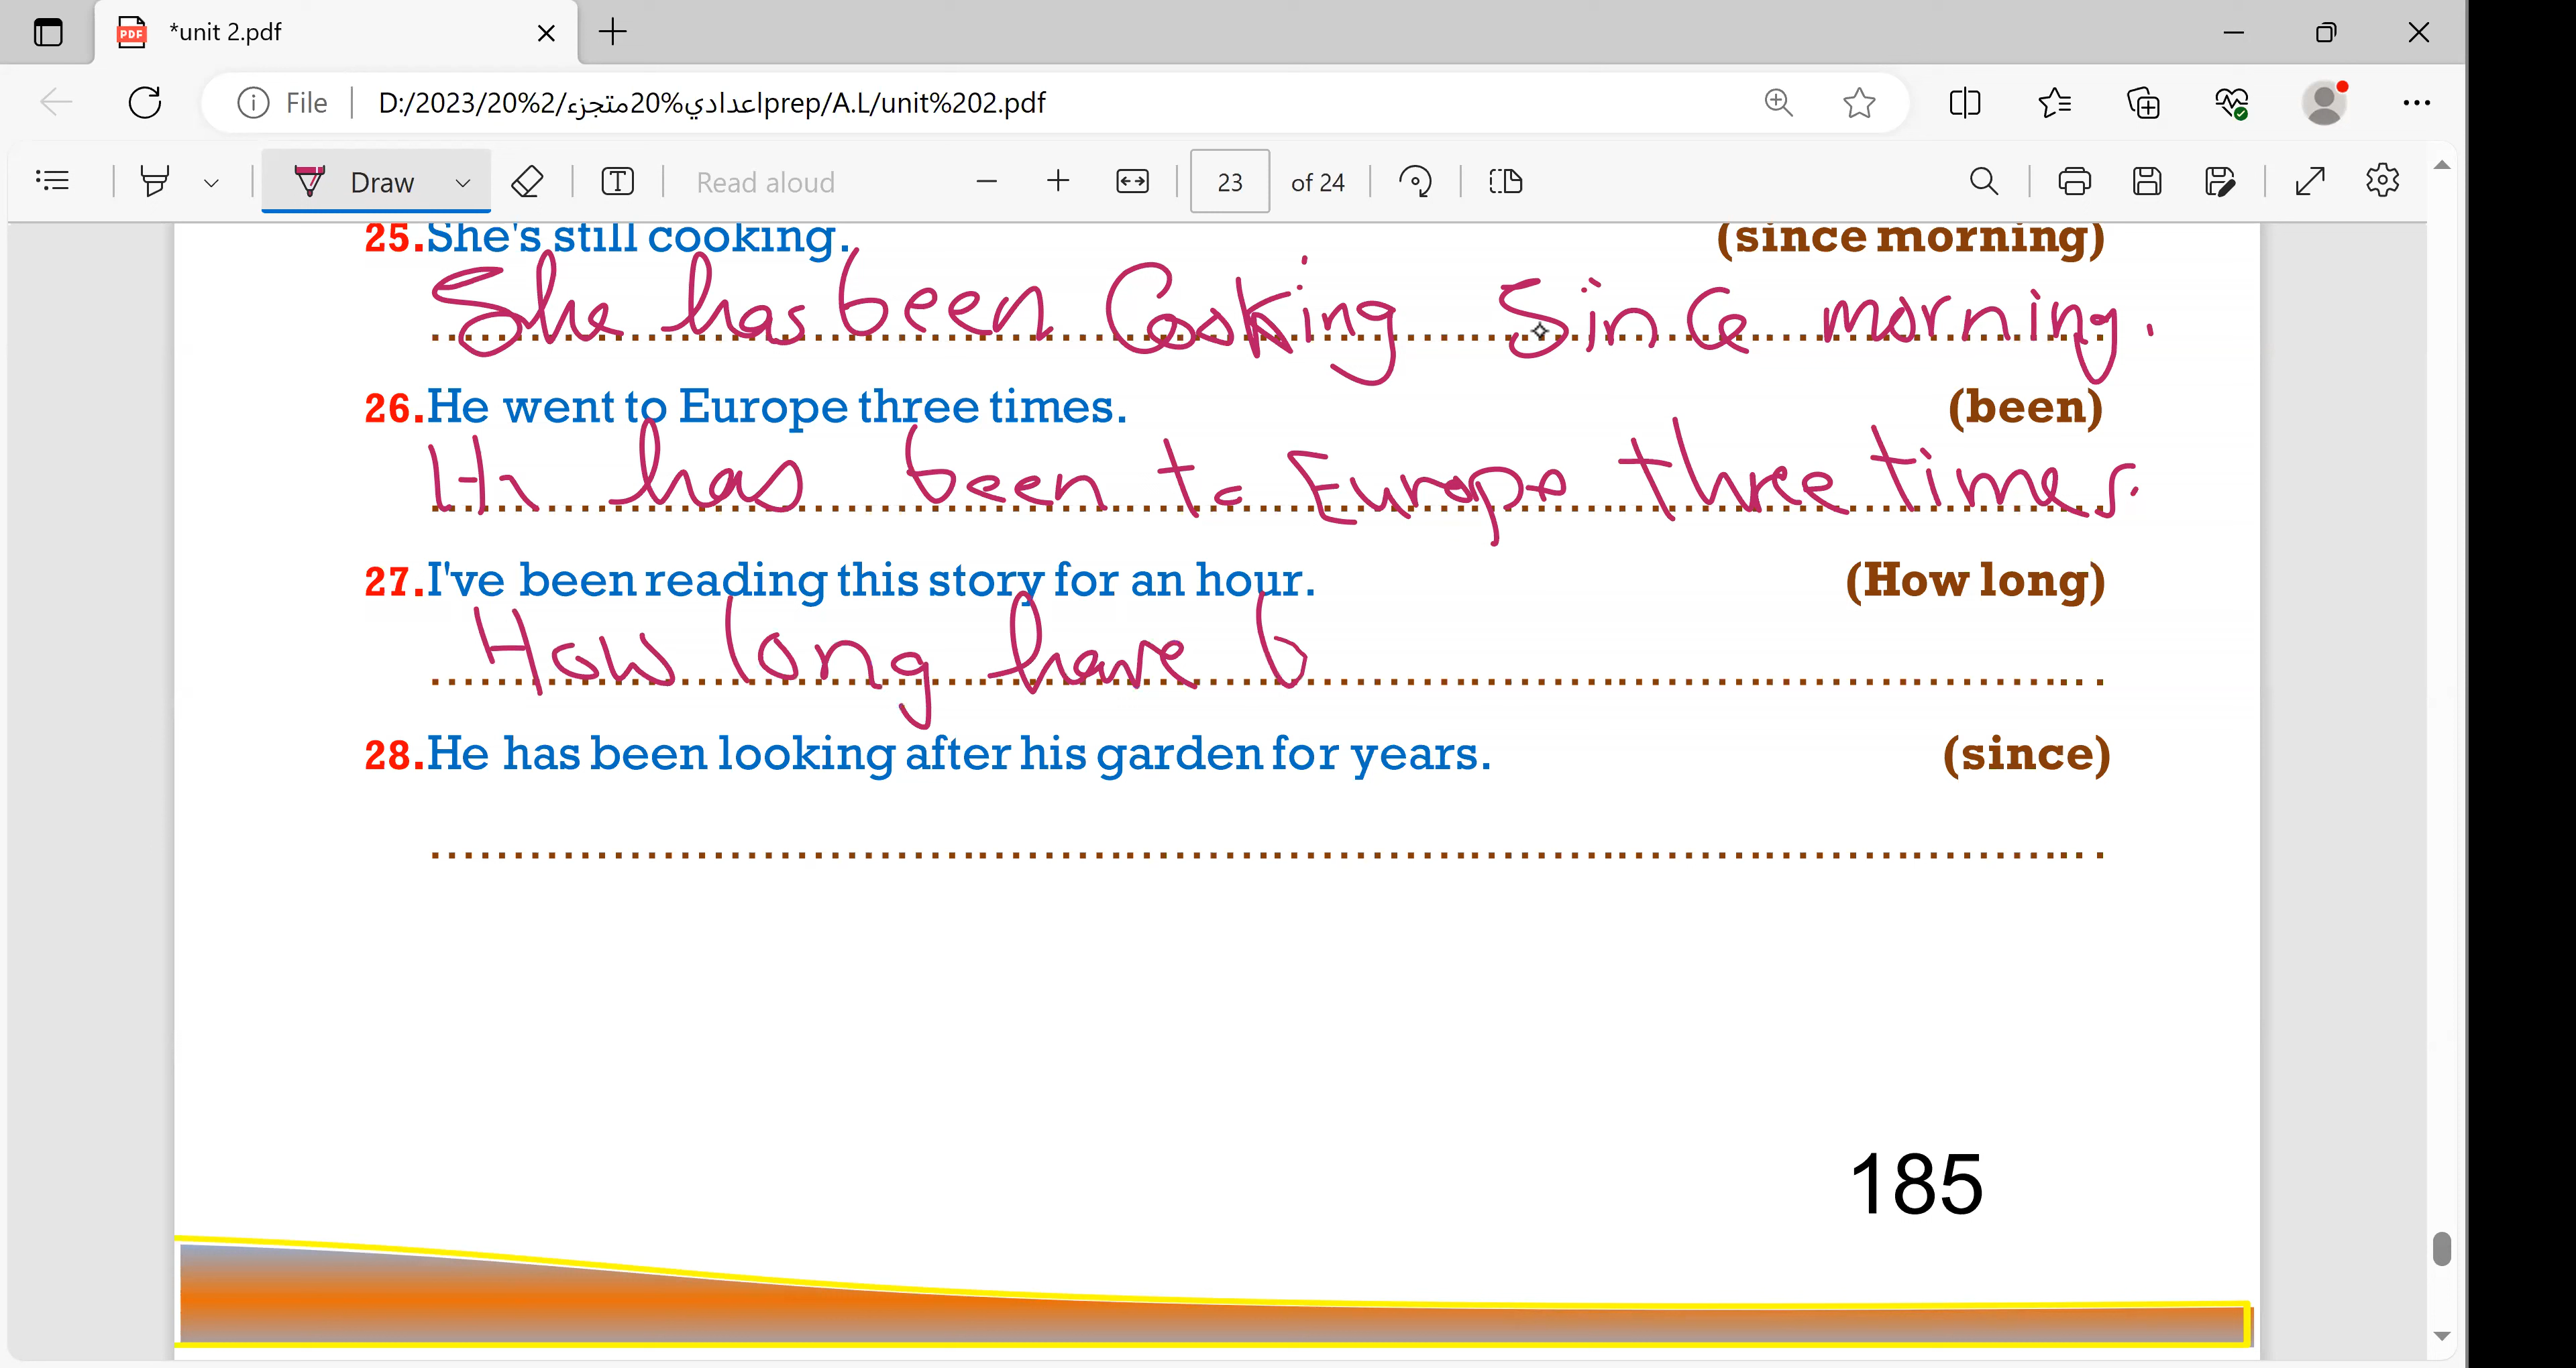 *unit 2.pdf
File D:/2023/20%2/اعدادي%20متجزء/prep/A.L/unit%202.pdf
Draw Read aloud 23 of 24
25.She's still cooking. (since morning)
She has been Cooking Since morning.
26.He went to Europe three times. (been)
He has been to Europe three times.
27.I've been reading this story for an hour. (How long)
How long have b
28.He has been looking after his garden for years. (since)
185